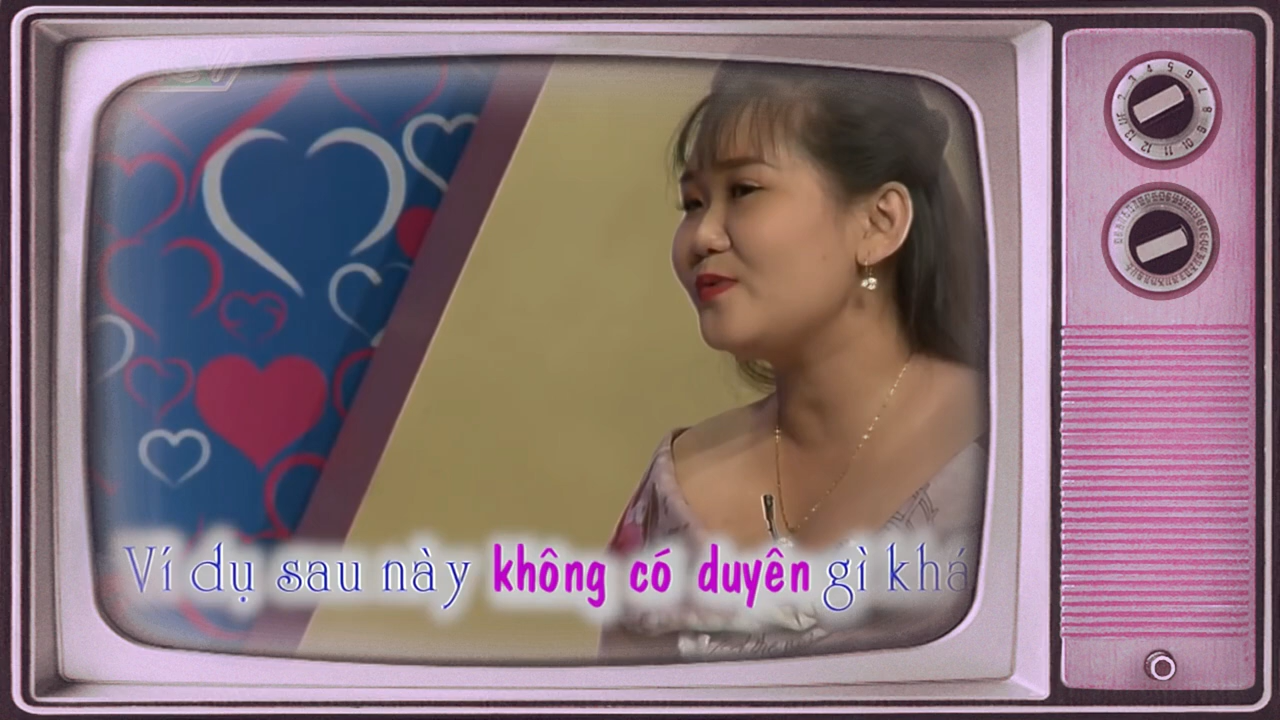 Ví dụ sau này không có duyên gì khá